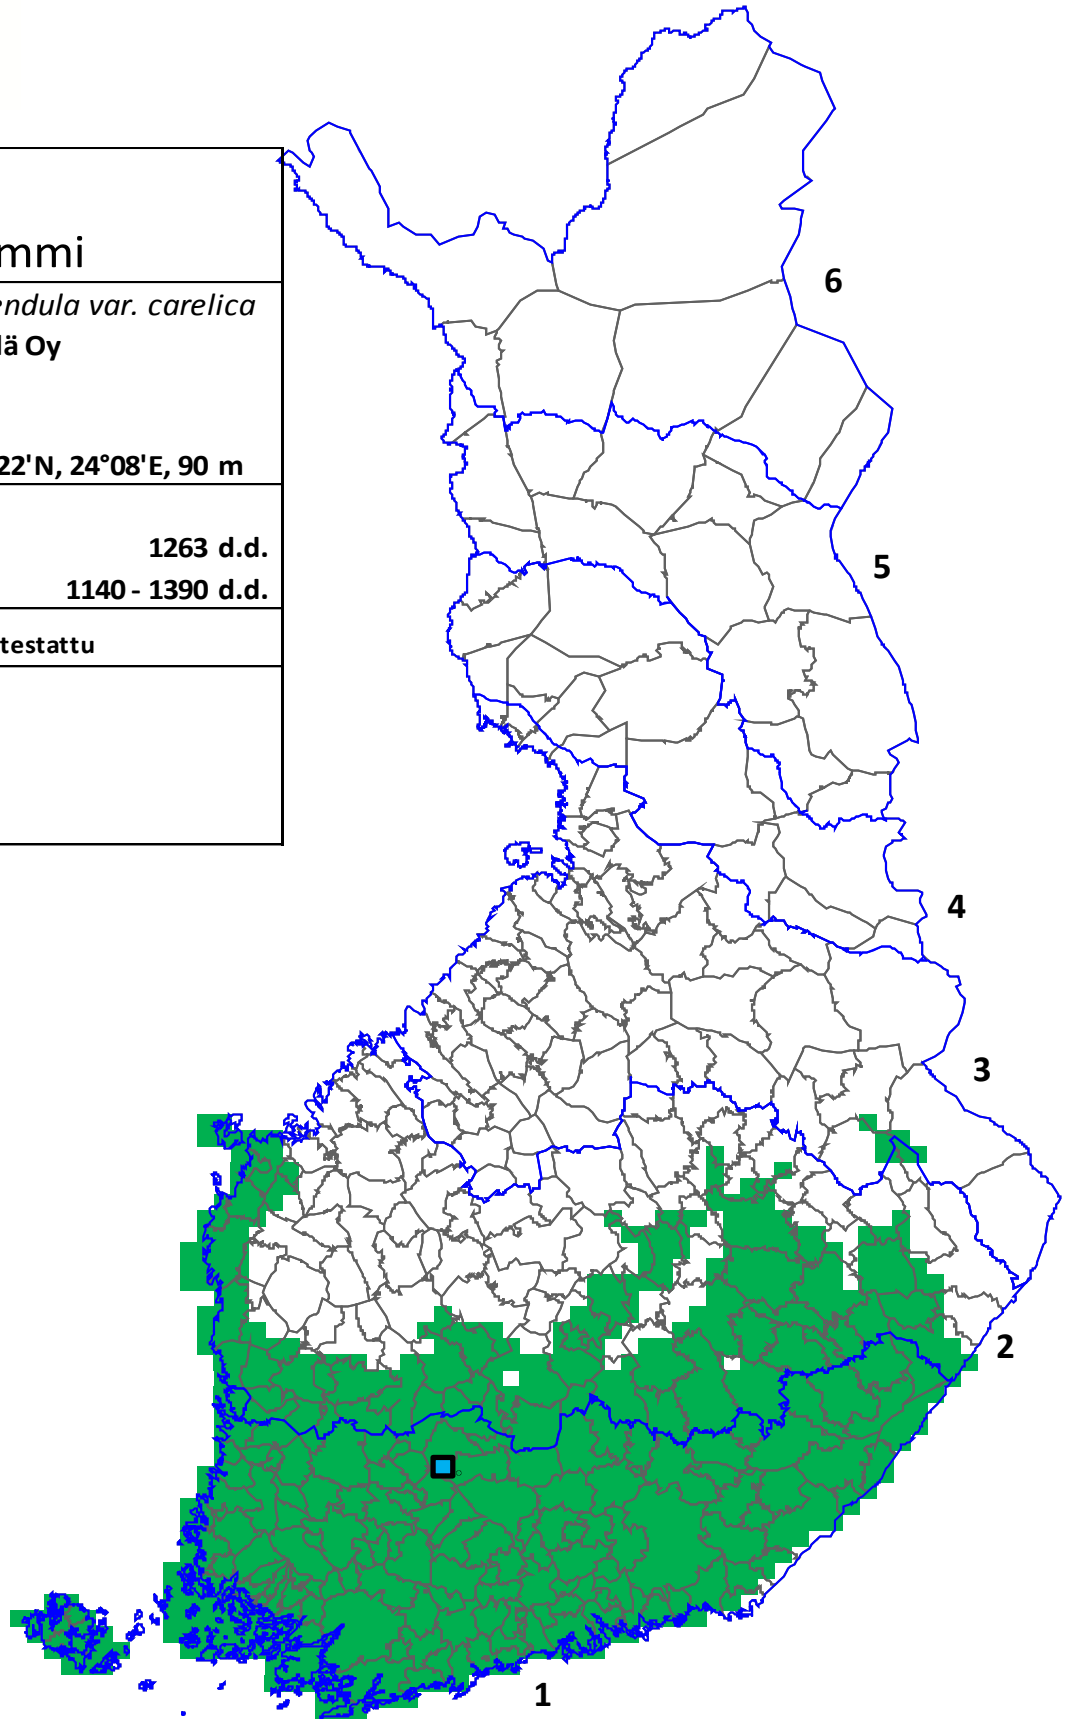 mmi
endula var. carelica
lä Oy
22'N, 24°08'E, 90 m
1263 d.d.
1140 - 1390 d.d.
testattu
6
5
4
3
2
1